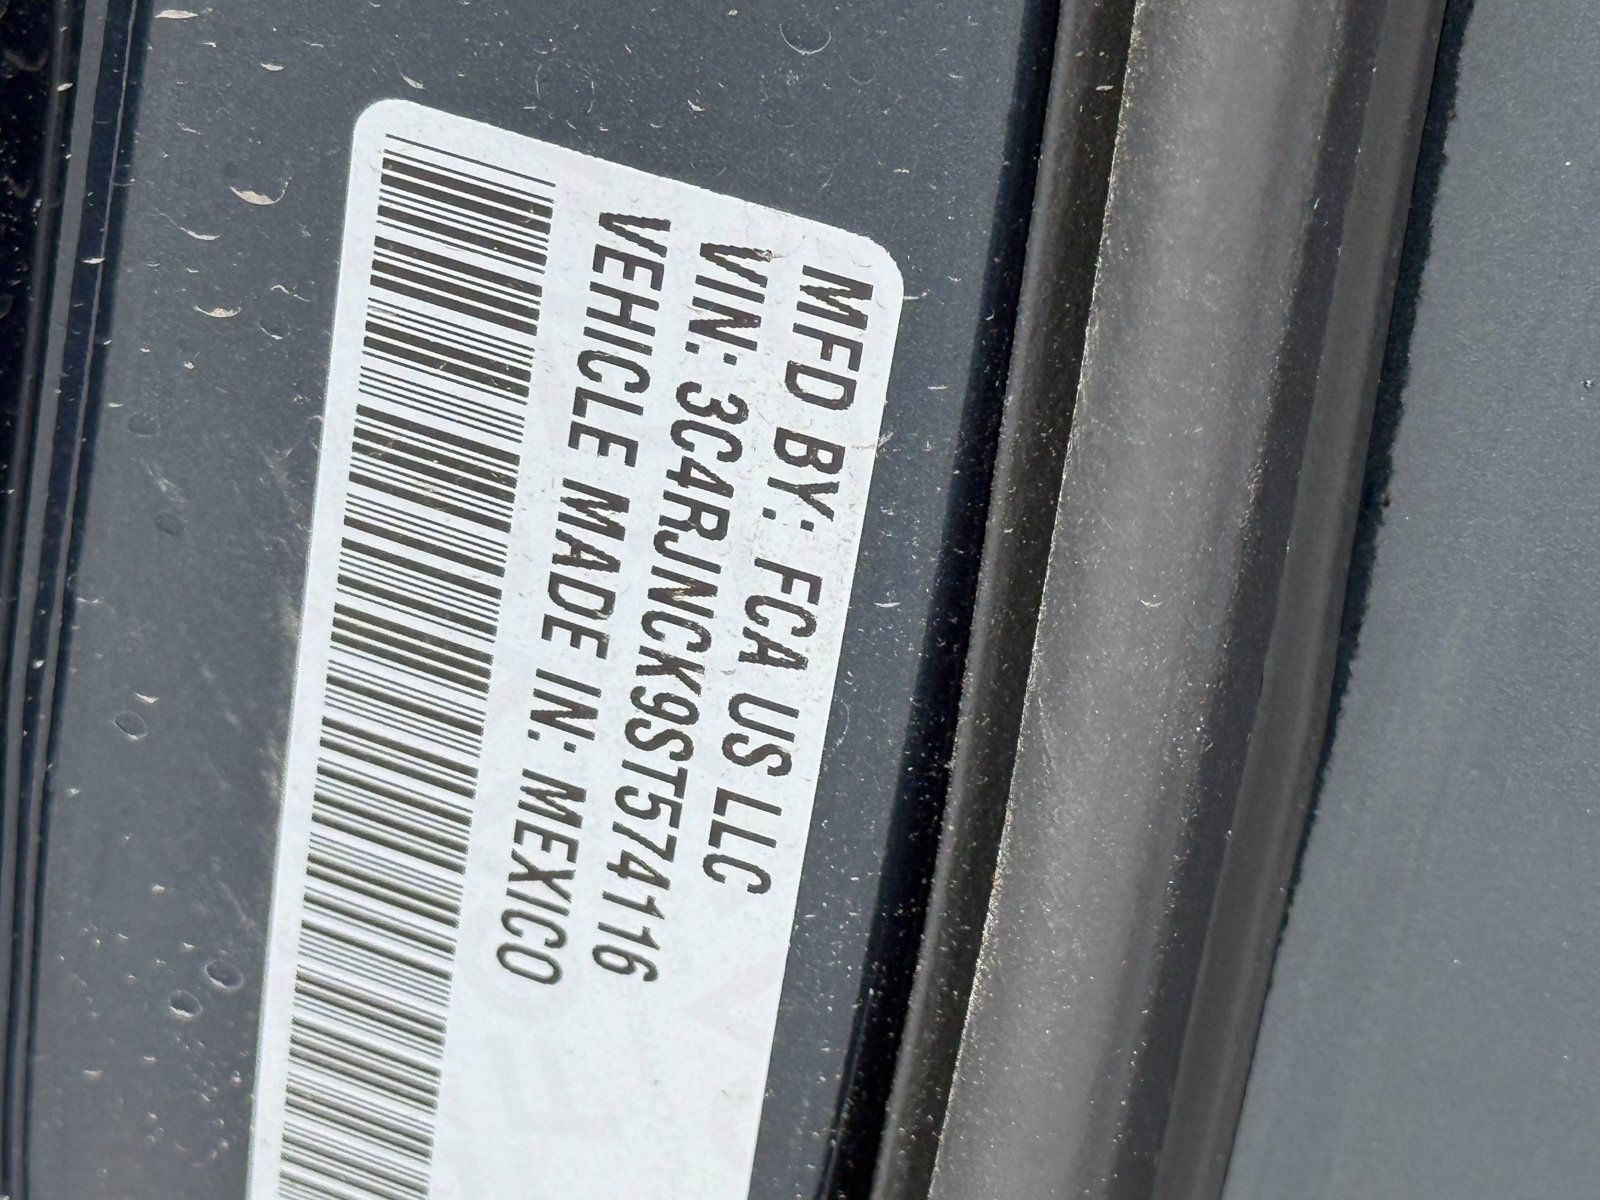 MFD BY: FCA US LLC
VIN: 3C4RJNCK9ST574116
VEHICLE MADE IN: MEXICO